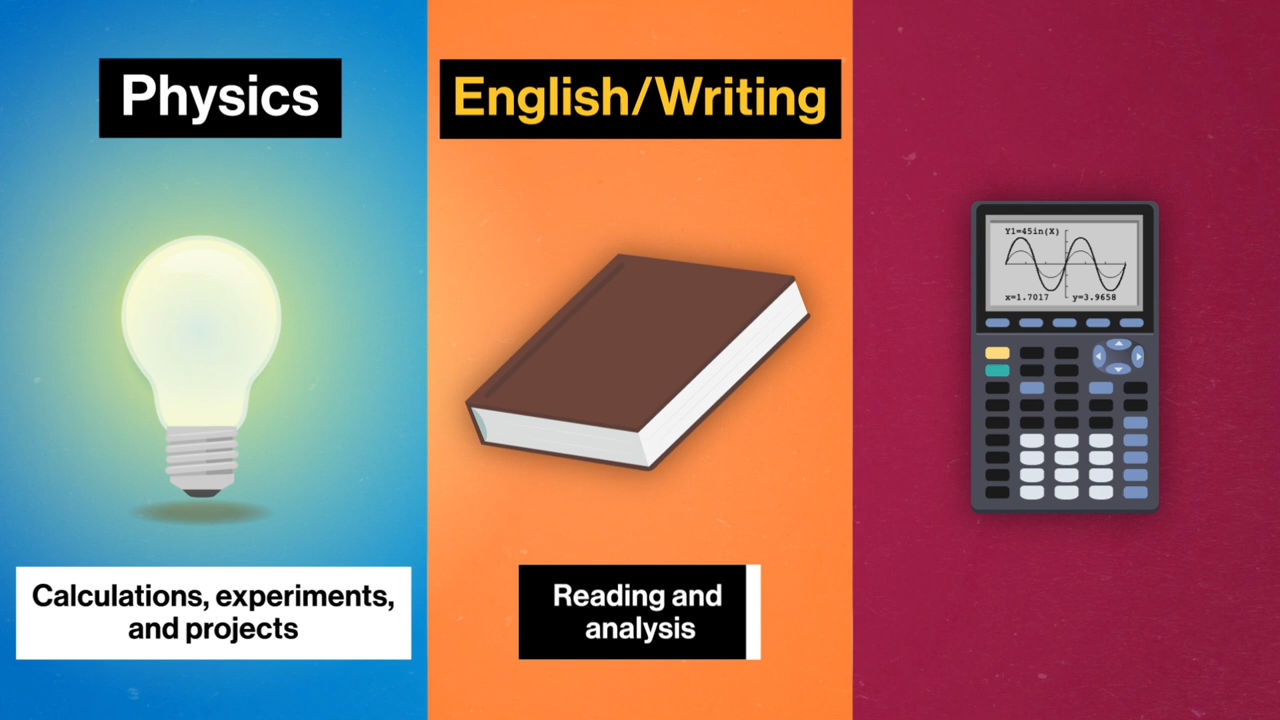 Physics
Calculations, experiments,
and projects
English/Writing
Reading and
analysis
Y1=45in(X)
x=1.7017 y=3.9658